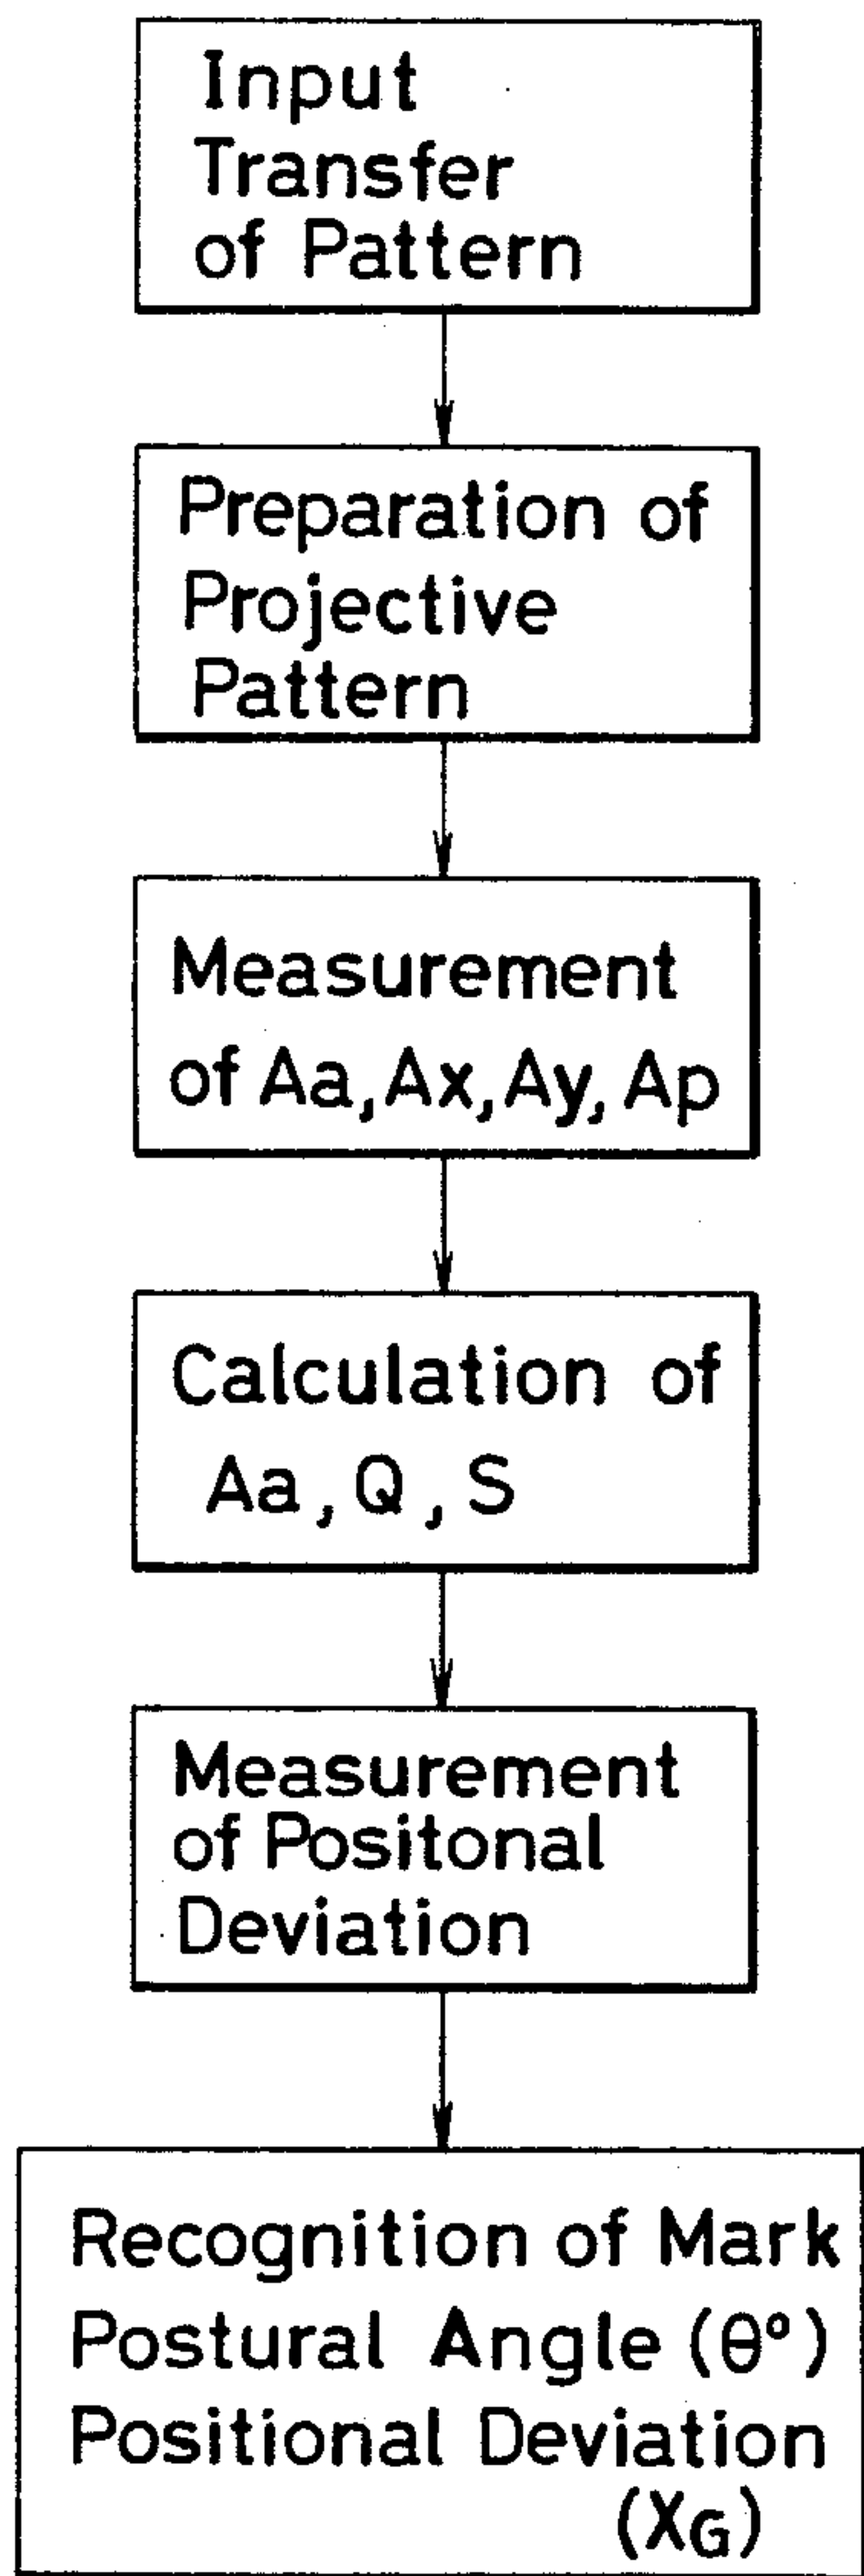 Input
Transfer
of Pattern
Preparation of
Projective
Pattern
Measurement
of Aa, Ax, Ay, Ap
Calculation of
Aa, Q, S
Measurement
of Positonal
Deviation
Recognition of Mark
Postural Angle (θ°)
Positional Deviation
(XG)